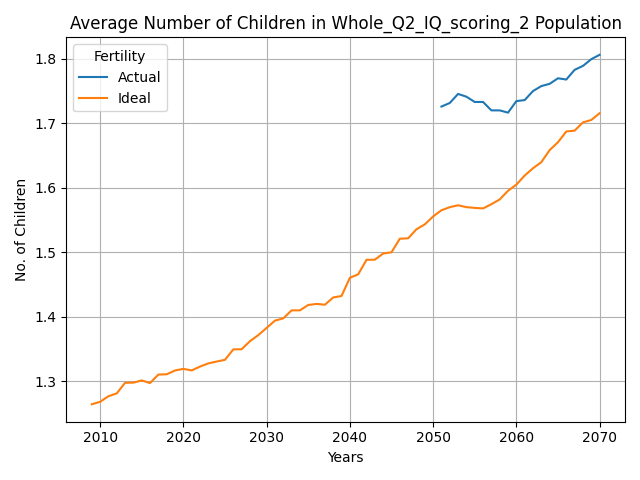 Average Number of Children in Whole_Q2_IQ_scoring_2 Population
Fertility
Actual
Ideal
No. of Children
1.8
1.7
1.6
1.5
1.4
1.3
2010 2020 2030 2040 2050 2060 2070
Years